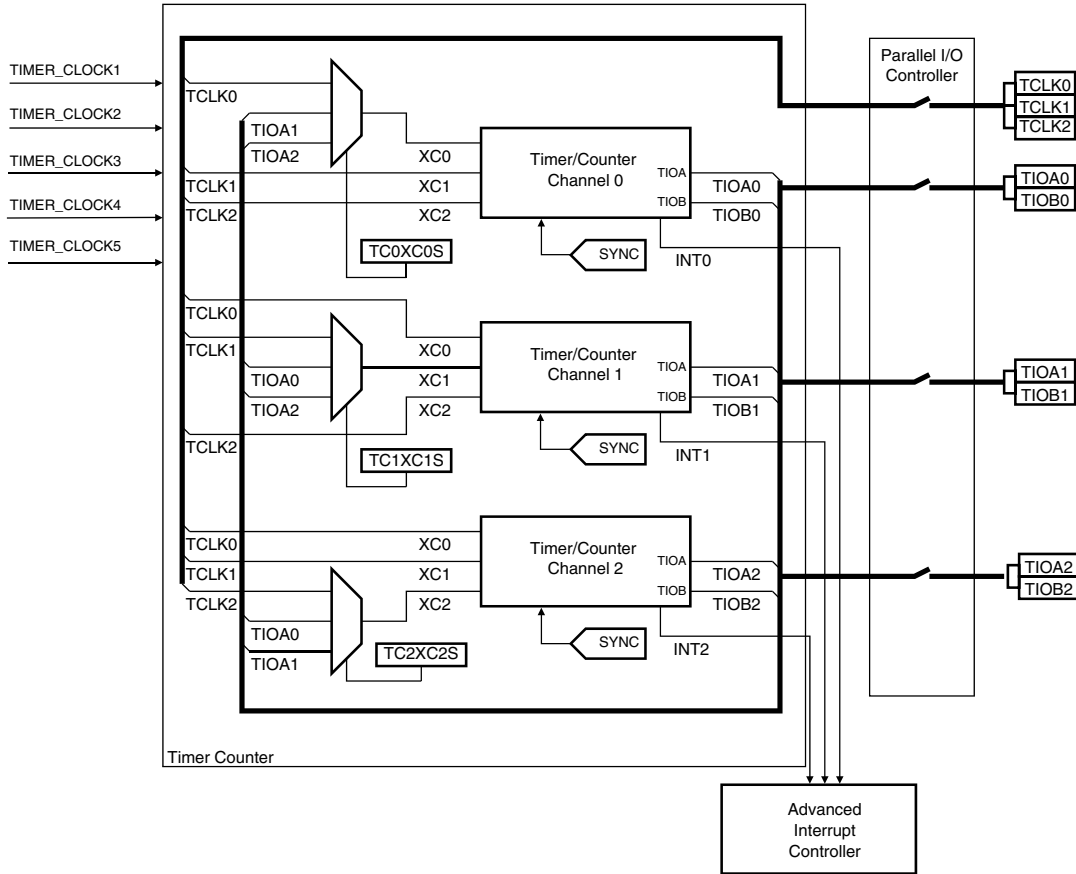 TIMER_CLOCK1
TIMER_CLOCK2
TIMER_CLOCK3
TIMER_CLOCK4
TIMER_CLOCK5
TCLK0
TIOA1
TIOA2
TCLK1
TCLK2
XC0
XC1
XC2
TC0XC0S
Timer/Counter
Channel 0
TIOA
TIOB
TIOA0
TIOB0
SYNC
INT0
TCLK0
TCLK1
TIOA0
TIOA2
TCLK2
XC0
XC1
XC2
TC1XC1S
Timer/Counter
Channel 1
TIOA
TIOB
TIOA1
TIOB1
SYNC
INT1
TCLK0
TCLK1
TCLK2
TIOA0
TIOA1
XC0
XC1
XC2
TC2XC2S
Timer/Counter
Channel 2
TIOA
TIOB
TIOA2
TIOB2
SYNC
INT2
Timer Counter
Parallel I/O
Controller
TCLK0
TCLK1
TCLK2
TIOA0
TIOB0
TIOA1
TIOB1
TIOA2
TIOB2
Advanced
Interrupt
Controller